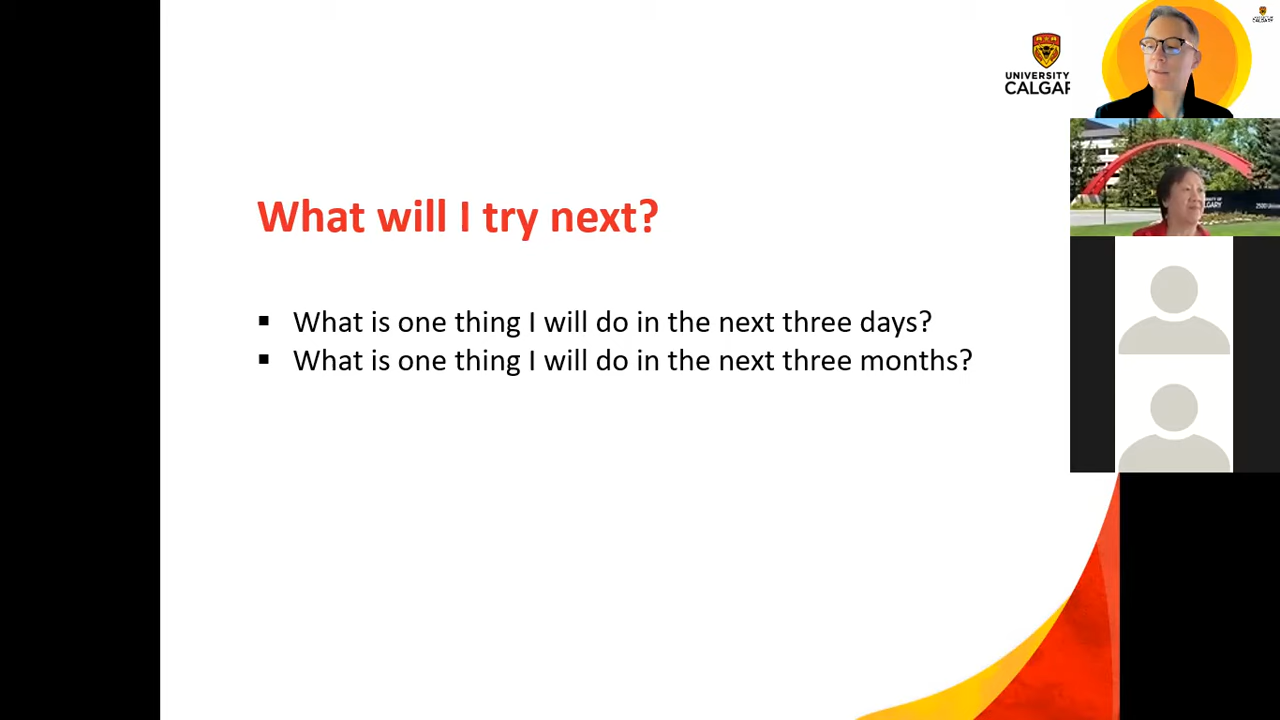 UNIVERSITY
CALGAR
What will I try next?
▪ What is one thing I will do in the next three days?
▪ What is one thing I will do in the next three months?
CALGARY